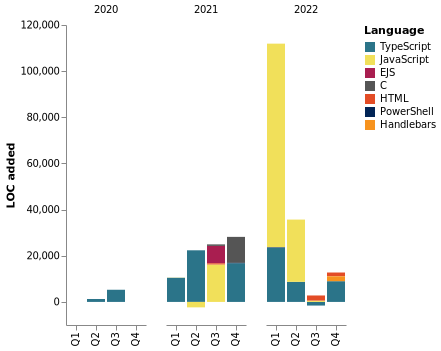 2020 2021 2022
LOC added
120,000
100,000
80,000
60,000
40,000
20,000
0
Q1 Q2 Q3 Q4 Q1 Q2 Q3 Q4 Q1 Q2 Q3 Q4
Language
TypeScript
JavaScript
EJS
C
HTML
PowerShell
Handlebars